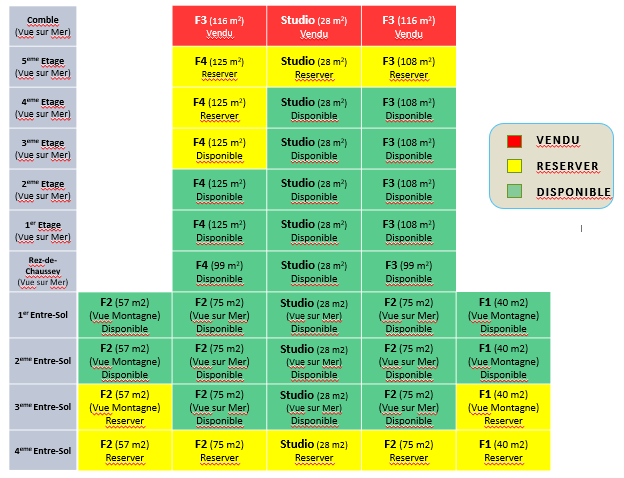 Comble
(Vue sur Mer)
F3 (116 m²)
Vendu
Studio (28 m²)
Vendu
F3 (116 m²)
Vendu
5eme Etage
(Vue sur Mer)
F4 (125 m²)
Reserver
Studio (28 m²)
Reserver
F3 (108 m²)
Reserver
4eme Etage
(Vue sur Mer)
F4 (125 m²)
Reserver
Studio (28 m²)
Disponible
F3 (108 m²)
Disponible
3eme Etage
(Vue sur Mer)
F4 (125 m²)
Disponible
Studio (28 m²)
Disponible
F3 (108 m²)
Disponible
2eme Etage
(Vue sur Mer)
F4 (125 m²)
Disponible
Studio (28 m²)
Disponible
F3 (108 m²)
Disponible
1er Etage
(Vue sur Mer)
F4 (125 m²)
Disponible
Studio (28 m²)
Disponible
F3 (108 m²)
Disponible
Rez-de-
Chaussey
(Vue sur Mer)
F4 (99 m²)
Disponible
Studio (28 m²)
Disponible
F3 (99 m²)
Disponible
1er Entre-Sol
F2 (57 m2)
(Vue Montagne)
Disponible
F2 (75 m2)
(Vue sur Mer)
Disponible
Studio (28 m2)
(Vue sur Mer)
Disponible
F2 (75 m2)
(Vue sur Mer)
Disponible
F1 (40 m2)
(Vue Montagne)
Disponible
2eme Entre-Sol
F2 (57 m2)
(Vue Montagne)
Disponible
F2 (75 m2)
(Vue sur Mer)
Disponible
Studio (28 m2)
(Vue sur Mer)
Disponible
F2 (75 m2)
(Vue sur Mer)
Disponible
F1 (40 m2)
(Vue Montagne)
Disponible
3eme Entre-Sol
F2 (57 m2)
(Vue Montagne)
Reserver
F2 (75 m2)
(Vue sur Mer)
Disponible
Studio (28 m2)
(Vue sur Mer)
Disponible
F2 (75 m2)
(Vue sur Mer)
Disponible
F1 (40 m2)
(Vue Montagne)
Reserver
4eme Entre-Sol
F2 (57 m2)
Reserver
F2 (75 m2)
Reserver
Studio (28 m2)
Reserver
F2 (75 m2)
Reserver
F1 (40 m2)
Reserver
VENDU
RESERVER
DISPONIBLE